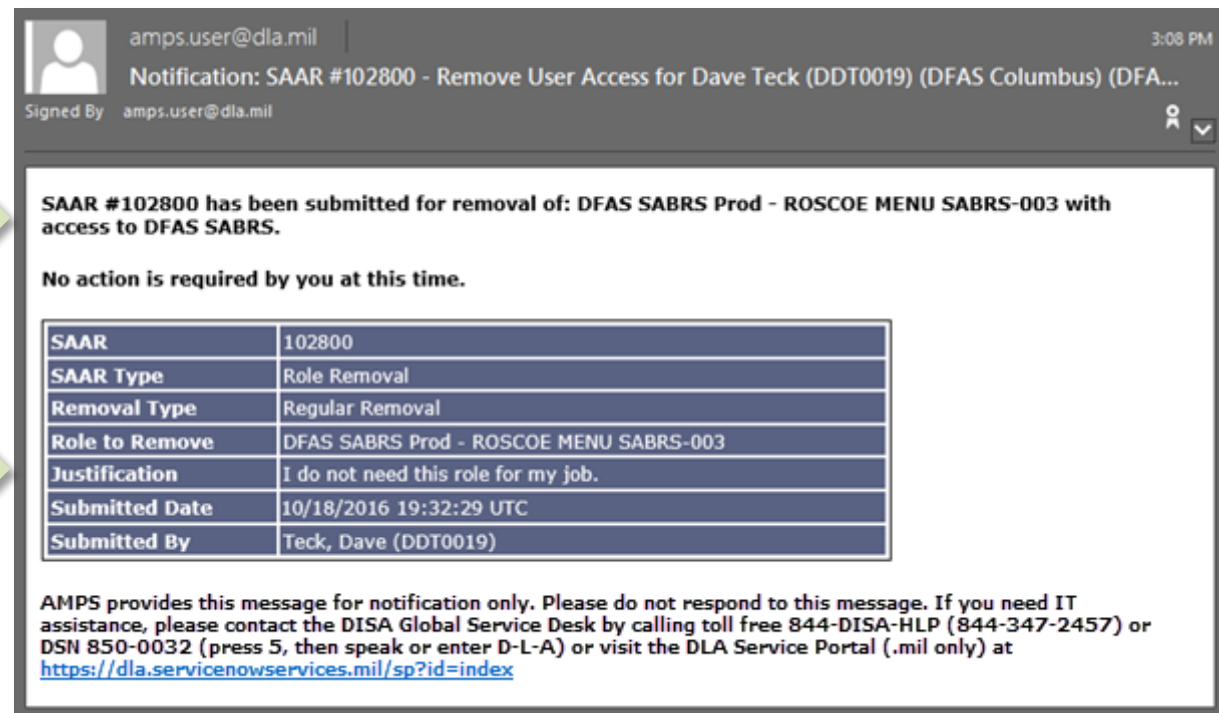 amps.user@dla.mil
3:08 PM
Notification: SAAR #102800 - Remove User Access for Dave Teck (DDT0019) (DFAS Columbus) (DFA...
Signed By amps.user@dla.mil
SAAR #102800 has been submitted for removal of: DFAS SABRS Prod - ROSCOE MENU SABRS-003 with
access to DFAS SABRS.
No action is required by you at this time.
SAAR 102800
SAAR Type Role Removal
Removal Type Regular Removal
Role to Remove DFAS SABRS Prod - ROSCOE MENU SABRS-003
Justification I do not need this role for my job.
Submitted Date 10/18/2016 19:32:29 UTC
Submitted By Teck, Dave (DDT0019)
AMPS provides this message for notification only. Please do not respond to this message. If you need IT
assistance, please contact the DISA Global Service Desk by calling toll free 844-DISA-HLP (844-347-2457) or
DSN 850-0032 (press 5, then speak or enter D-L-A) or visit the DLA Service Portal (.mil only) at
https://dla.servicenowservices.mil/sp?id=index